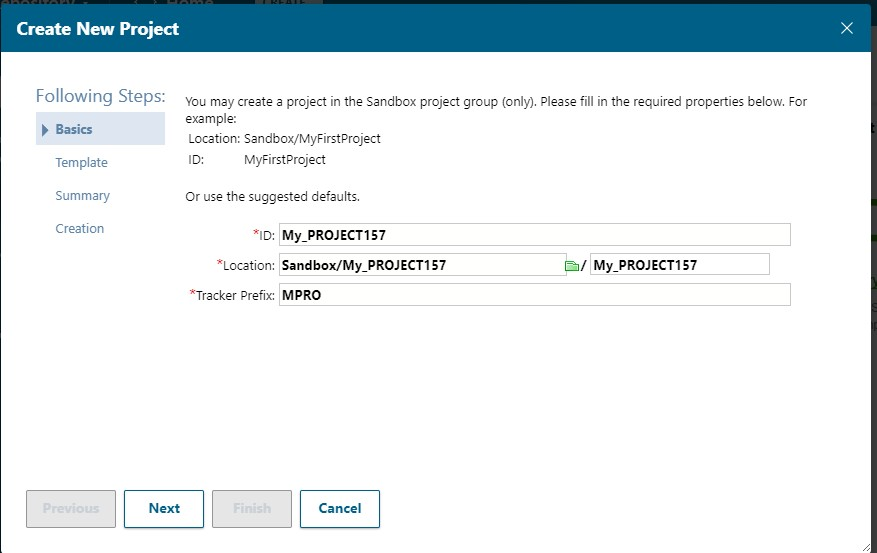 Home
Create New Project
Following Steps:
Basics
Template
Summary
Creation
You may create a project in the Sandbox project group (only). Please fill in the required properties below. For
example:
Location: Sandbox/MyFirstProject
ID: MyFirstProject
Or use the suggested defaults.
*ID: My_PROJECT157
*Location: Sandbox/My_PROJECT157 / My_PROJECT157
*Tracker Prefix: MPRO
Previous Next Finish Cancel